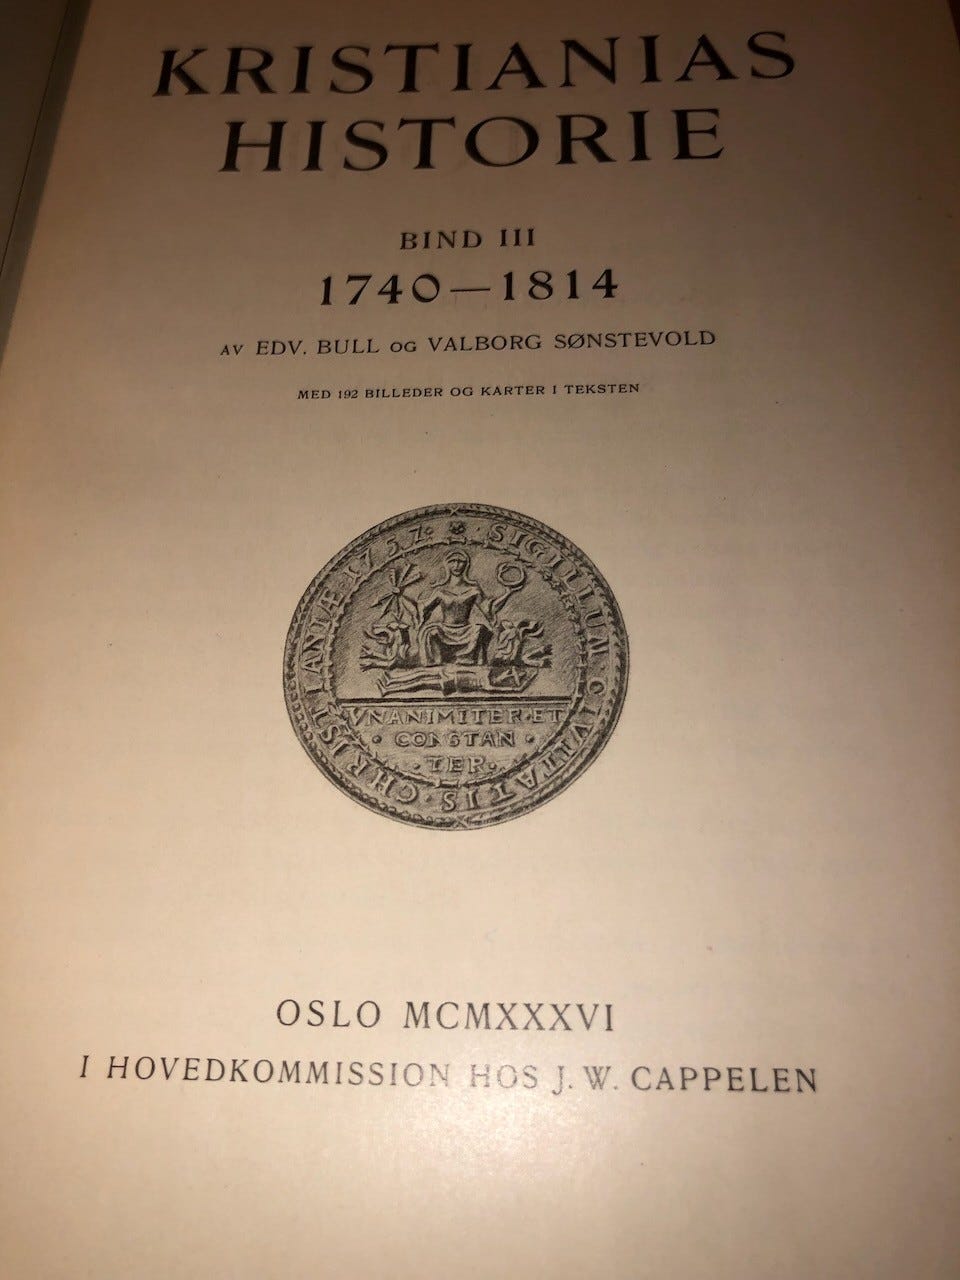 KRISTIANIAS
HISTORIE
BIND III
1740—1814
AV EDV. BULL OG VALBORG SØNSTEVOLD
MED 192 BILLEDER OG KARTER I TEKSTEN
SIGILLUM CIVITATIS CHRISTIANIÆ 1757:
VNANIMITER·ET
· CONSTAN ·
· TER ·
OSLO MCMXXXVI
I HOVEDKOMMISSION HOS J. W. CAPPELEN